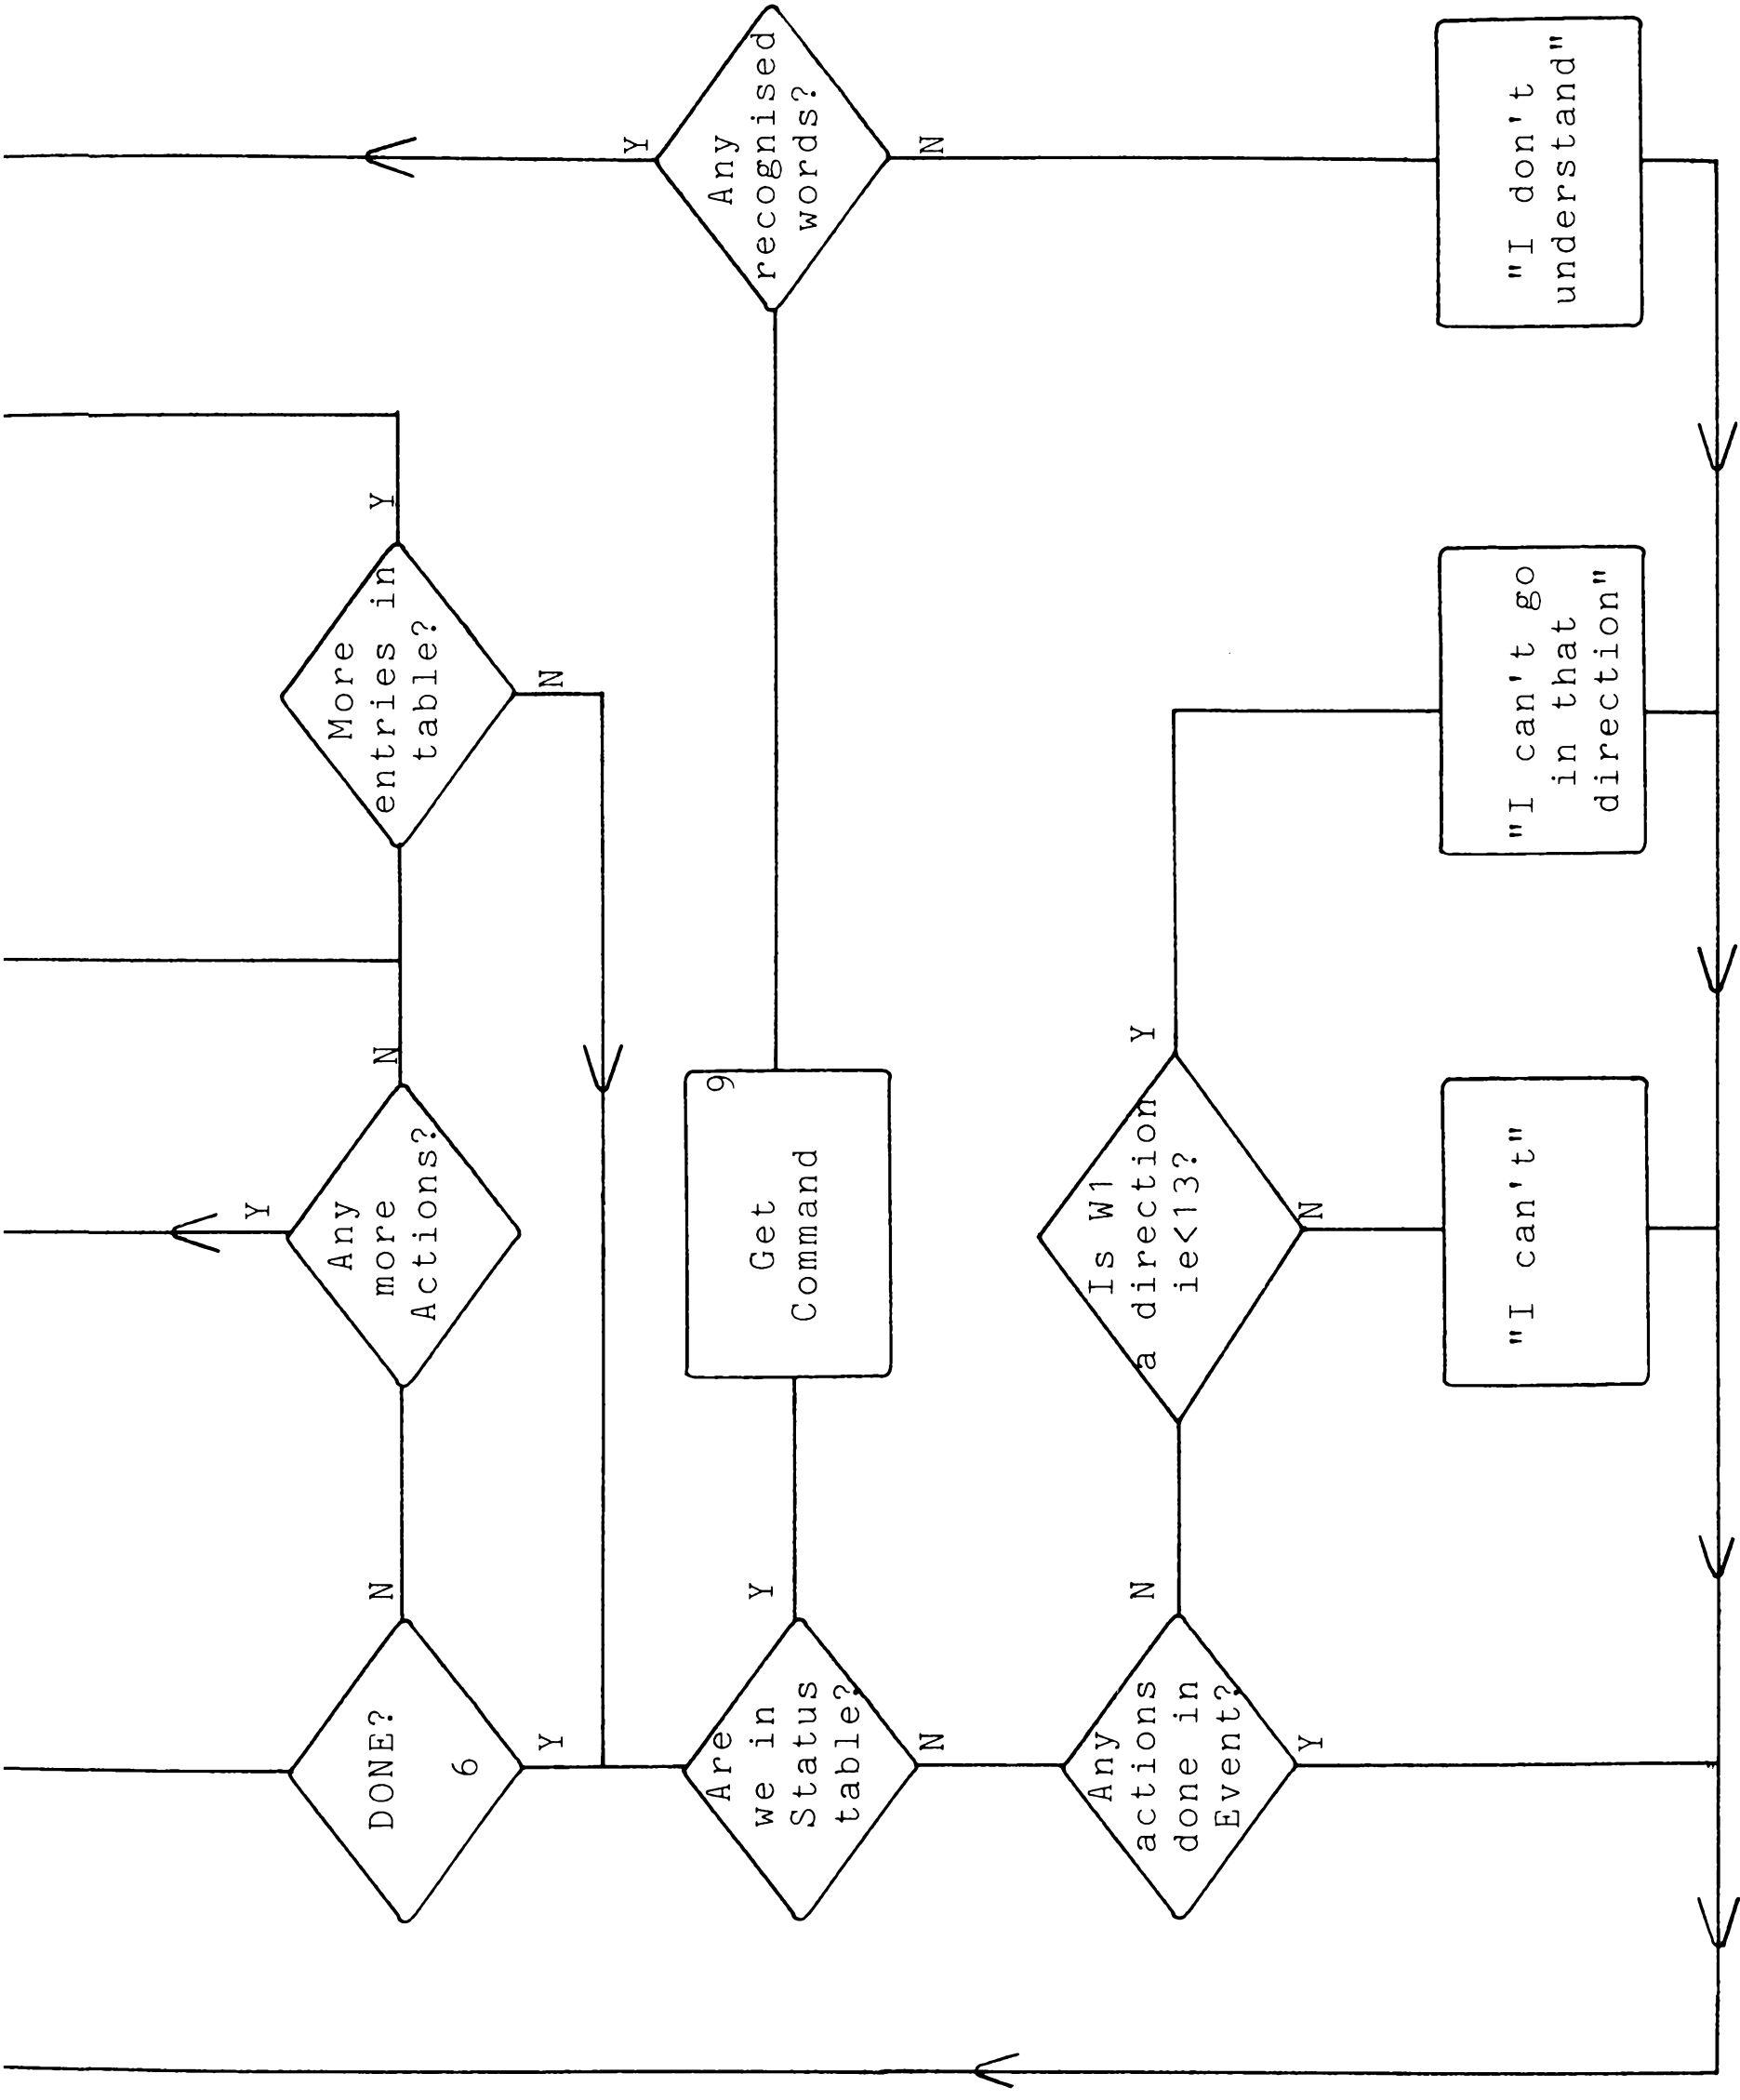 DONE?
6
N
Y
Any
more
Actions?
Y
N
More
entries in
table?
Y
N
Are
we in
Status
table?
Y
N
9
Get
Command
Any
recognised
words?
Y
N
Any
actions
done in
Event?
N
Y
Is W1
a direction
ie<13?
Y
N
"I can't"
"I can't go
in that
direction"
"I don't
understand"